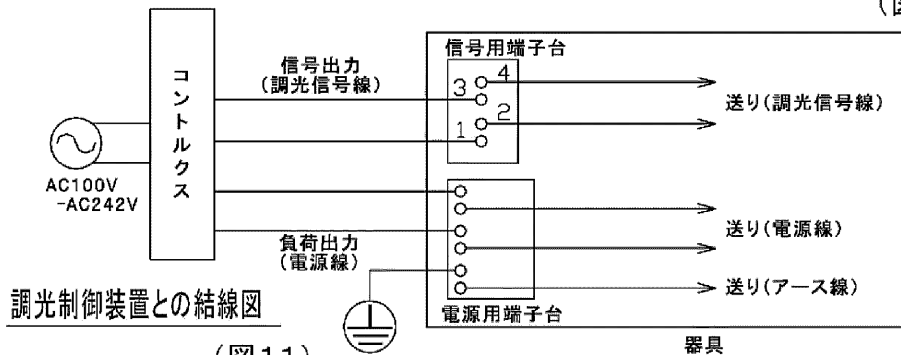 （図
信号用端子台
信号出力
(調光信号線)
コントルクス
4
3
2
1
送り(調光信号線)
AC100V
-AC242V
負荷出力
(電源線)
送り(電源線)
送り(アース線)
電源用端子台
調光制御装置との結線図
器具
（図11）